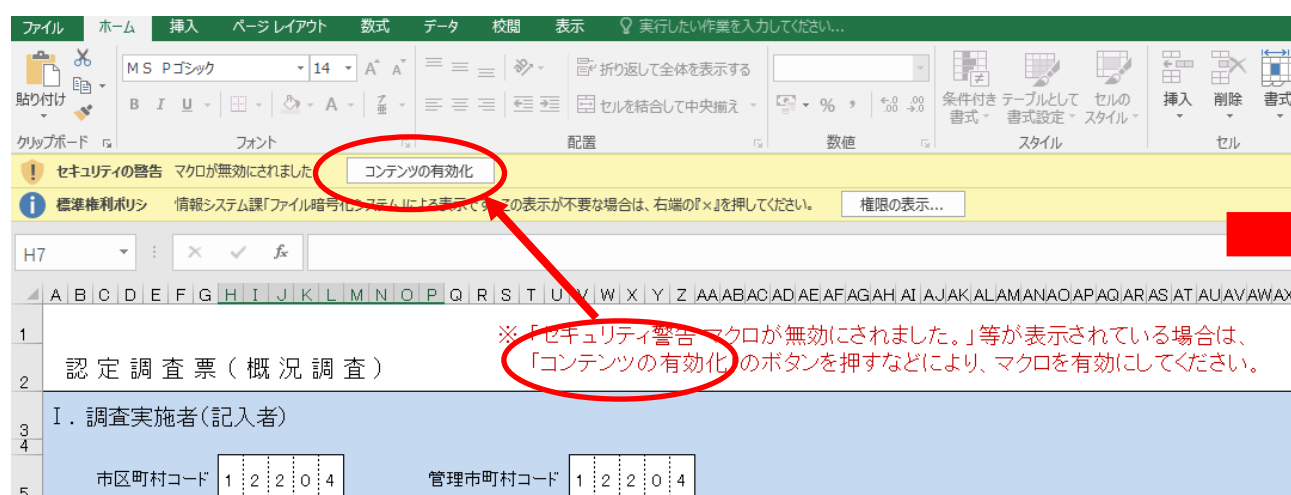 ファイル ホーム 挿入 ページ レイアウト 数式 データ 校閲 表示 実行したい作業を入力してください...
ＭＳ Ｐゴシック 14 A A 折り返して全体を表示する
貼り付け B I U A セルを結合して中央揃え % 条件付き書式 テーブルとして書式設定 セルのスタイル 挿入 削除 書式
クリップボード フォント 配置 数値 スタイル セル
セキュリティの警告 マクロが無効にされました コンテンツの有効化
標準権利ポリシ 情報システム課「ファイル暗号化システム」による表示です。この表示が不要な場合は、右端の『×』を押してください。 権限の表示...
H7 fx
A B C D E F G H I J K L M N O P Q R S T U V W X Y Z AA AB AC AD AE AF AG AH AI AJ AK AL AM AN AO AP AQ AR AS AT AU AV AW AX
1 ※「セキュリティ警告 マクロが無効にされました。」等が表示されている場合は、
2 認定調査票（概況調査） 「コンテンツの有効化」のボタンを押すなどにより、マクロを有効にしてください。
3 Ⅰ．調査実施者（記入者）
4
5 市区町村コード 1 2 2 0 4 管理市町村コード 1 2 2 0 4